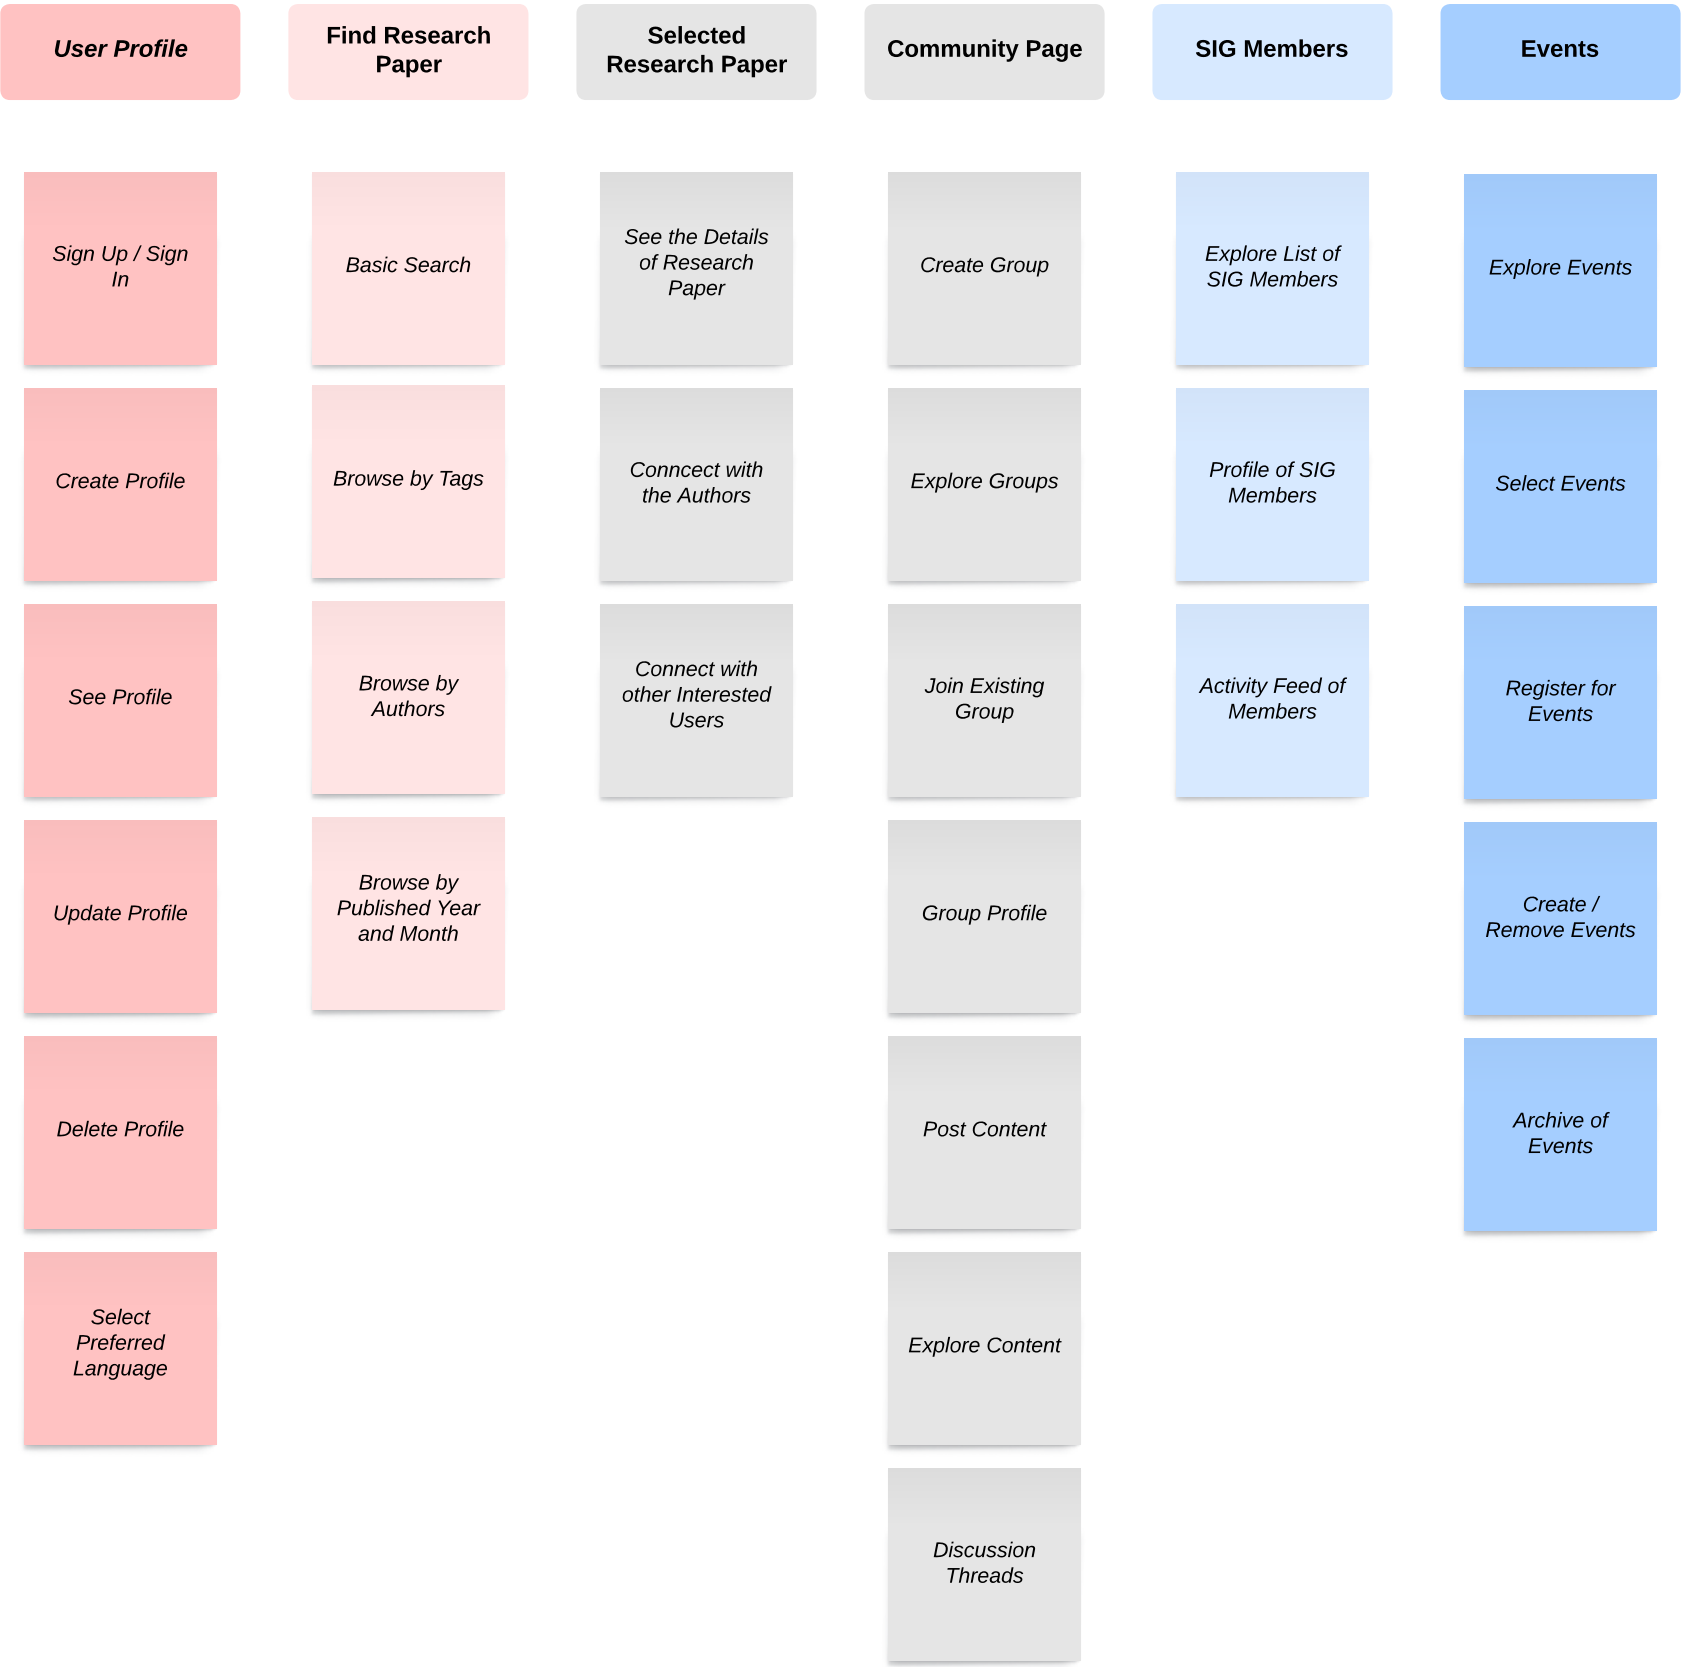 User Profile
Find Research
Paper
Selected
Research Paper
Community Page
SIG Members
Events
Sign Up / Sign
In
Create Profile
See Profile
Update Profile
Delete Profile
Select
Preferred
Language
Basic Search
Browse by Tags
Browse by
Authors
Browse by
Published Year
and Month
See the Details
of Research
Paper
Conncect with
the Authors
Connect with
other Interested
Users
Create Group
Explore Groups
Join Existing
Group
Group Profile
Post Content
Explore Content
Discussion
Threads
Explore List of
SIG Members
Profile of SIG
Members
Activity Feed of
Members
Explore Events
Select Events
Register for
Events
Create /
Remove Events
Archive of
Events